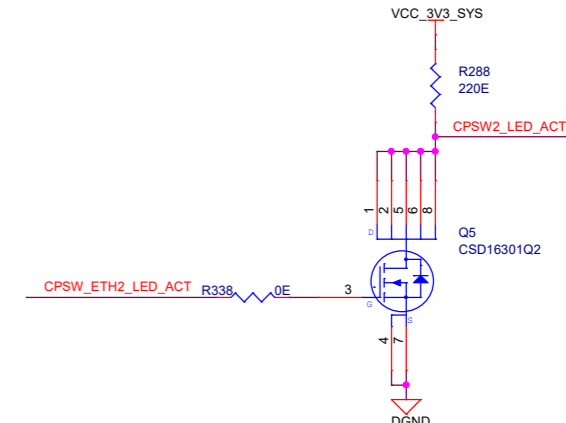 VCC_3V3_SYS
R288
220E
CPSW2_LED_ACT
1
2
5
6
8
D
Q5
CSD16301Q2
CPSW_ETH2_LED_ACT
R338
0E
3
G
S
4
7
DGND